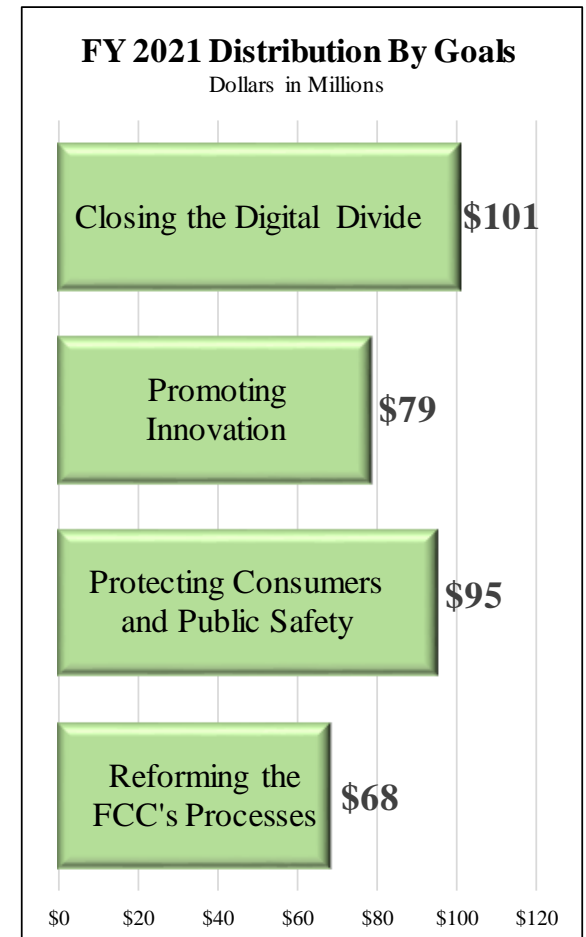 FY 2021 Distribution By Goals
Dollars in Millions
Closing the Digital Divide
$101
Promoting
Innovation
$79
Protecting Consumers
and Public Safety
$95
Reforming the
FCC's Processes
$68
$0 $20 $40 $60 $80 $100 $120